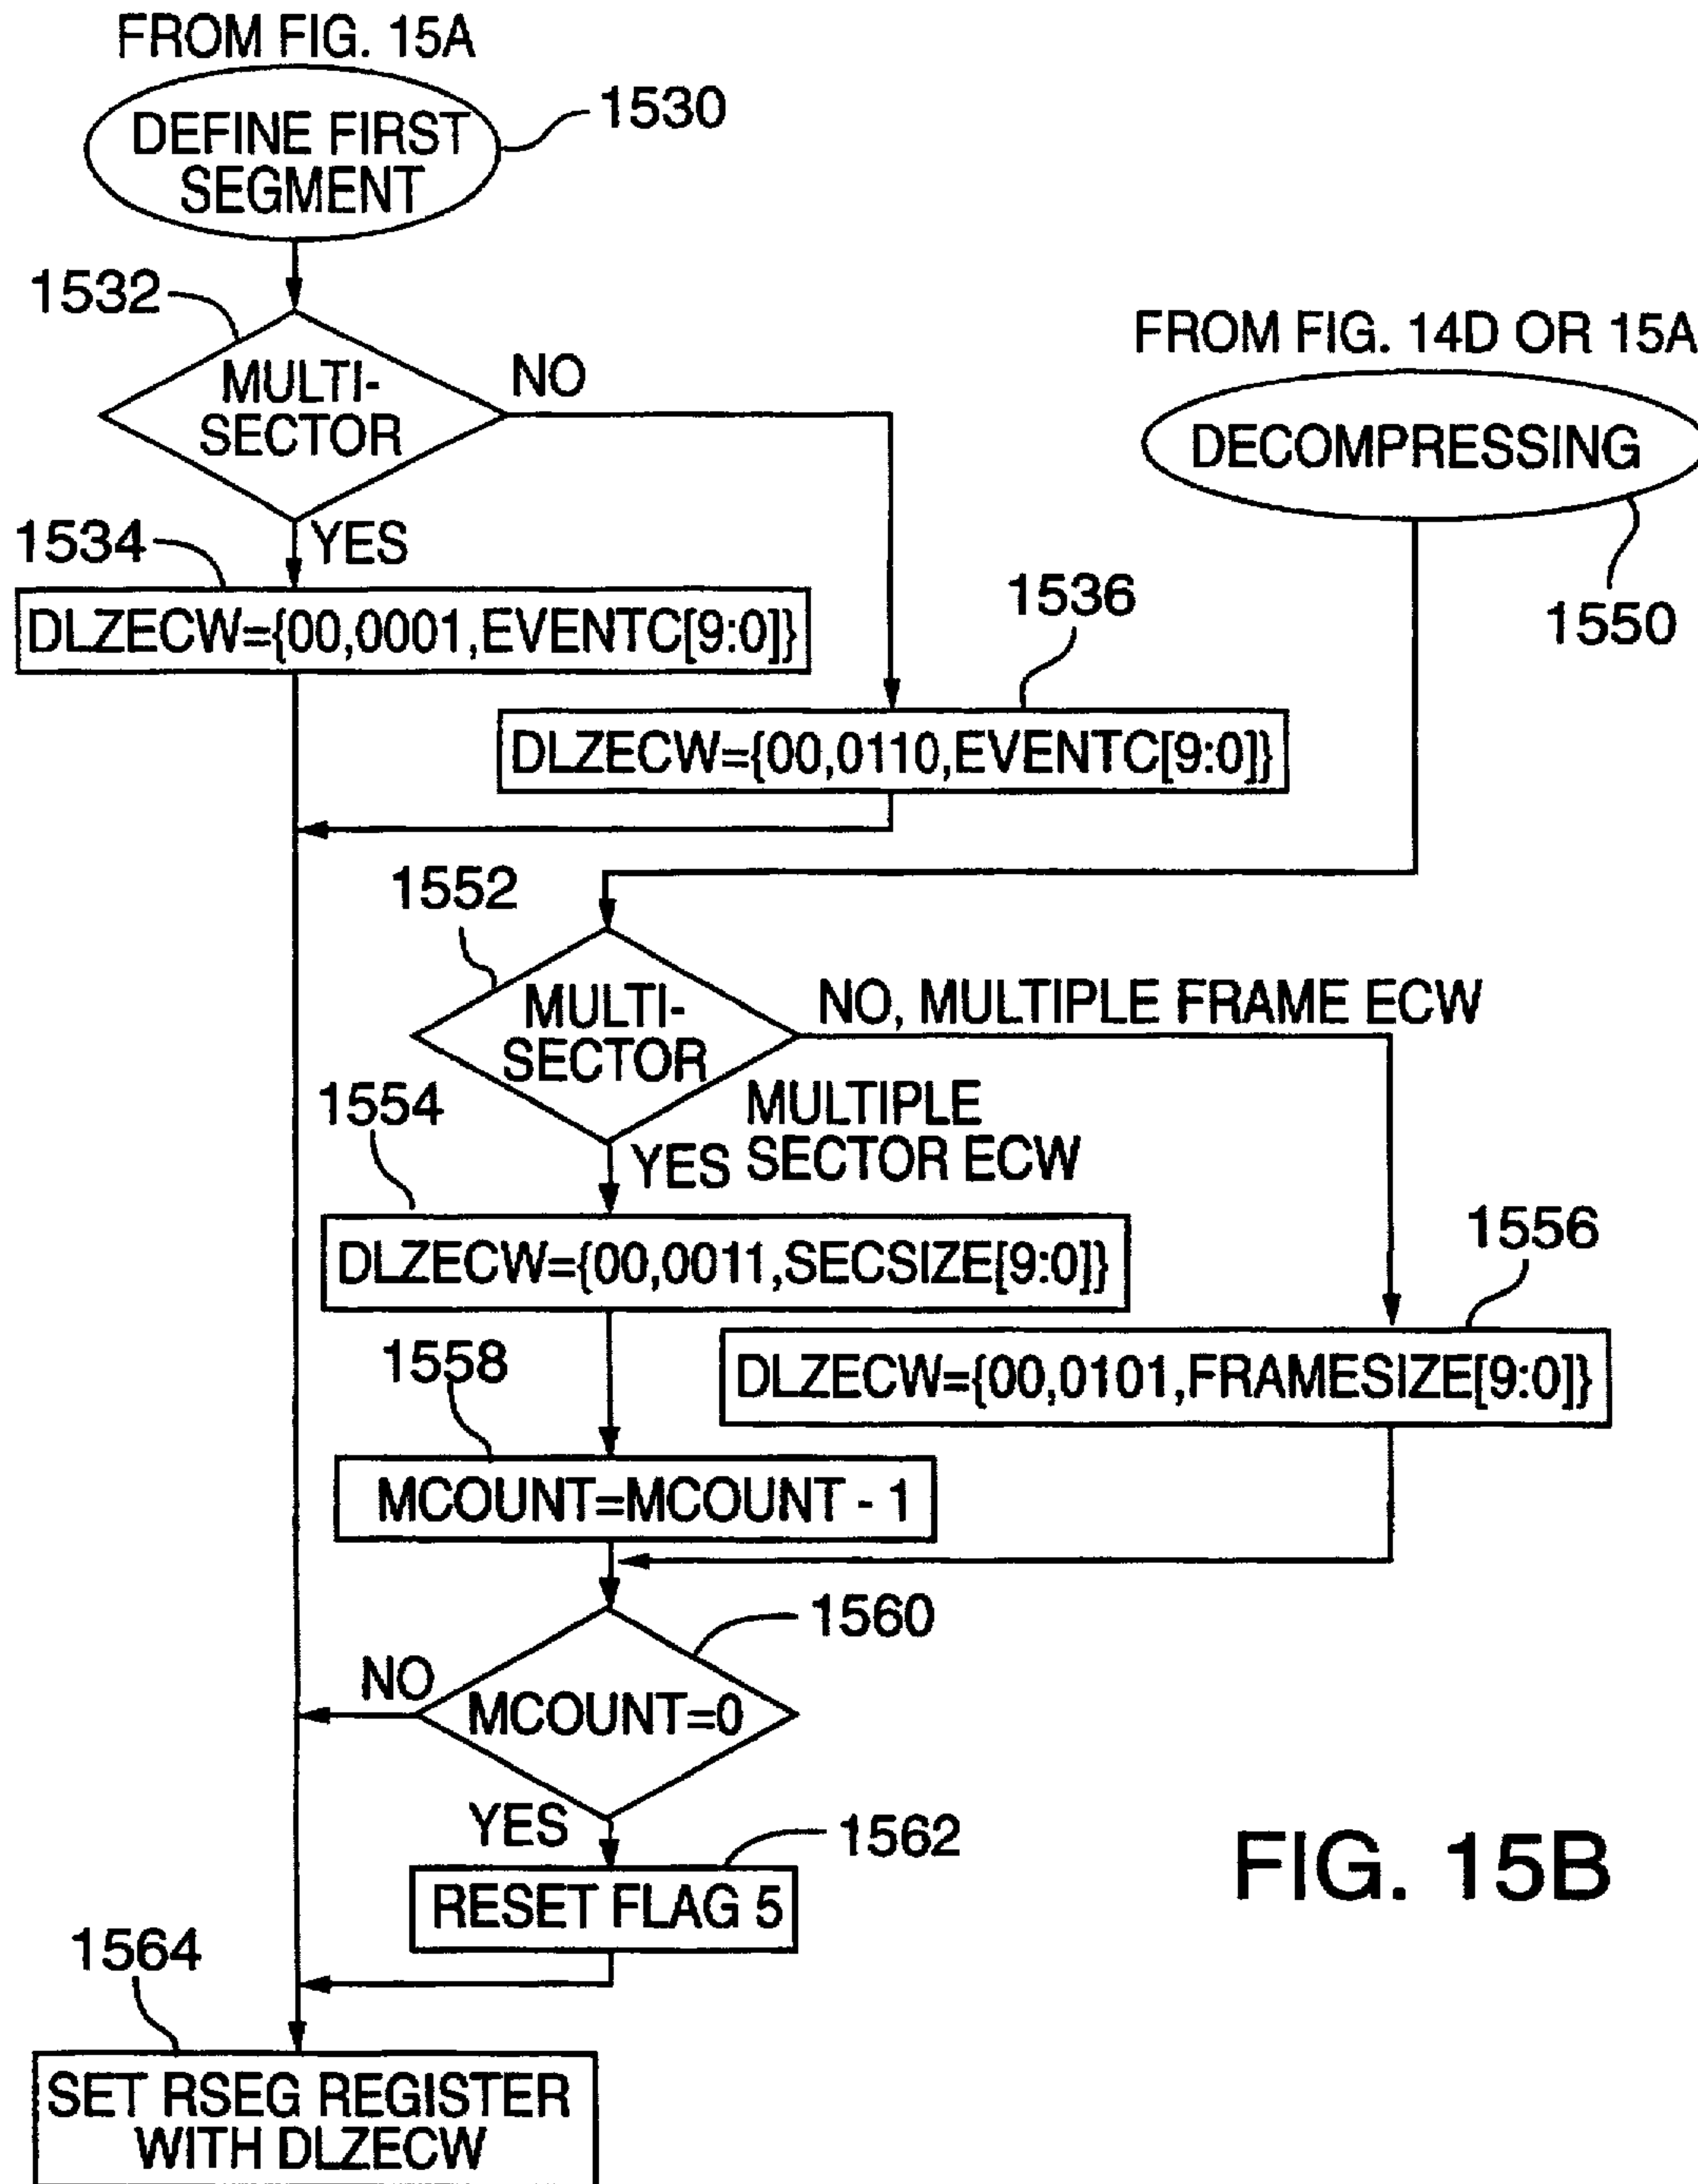 FROM FIG. 15A
DEFINE FIRST
SEGMENT
1530
1532
MULTI-
SECTOR
NO
FROM FIG. 14D OR 15A
DECOMPRESSING
1550
1534
YES
DLZECW={00,0001,EVENTC[9:0]}
1536
DLZECW={00,0110,EVENTC[9:0]}
1552
MULTI-
SECTOR
NO, MULTIPLE FRAME ECW
1554
YES
MULTIPLE
SECTOR ECW
DLZECW={00,0011,SECSIZE[9:0]}
1556
DLZECW={00,0101,FRAMESIZE[9:0]}
1558
MCOUNT=MCOUNT - 1
1560
NO
MCOUNT=0
YES
1562
RESET FLAG 5
FIG. 15B
1564
SET RSEG REGISTER
WITH DLZECW